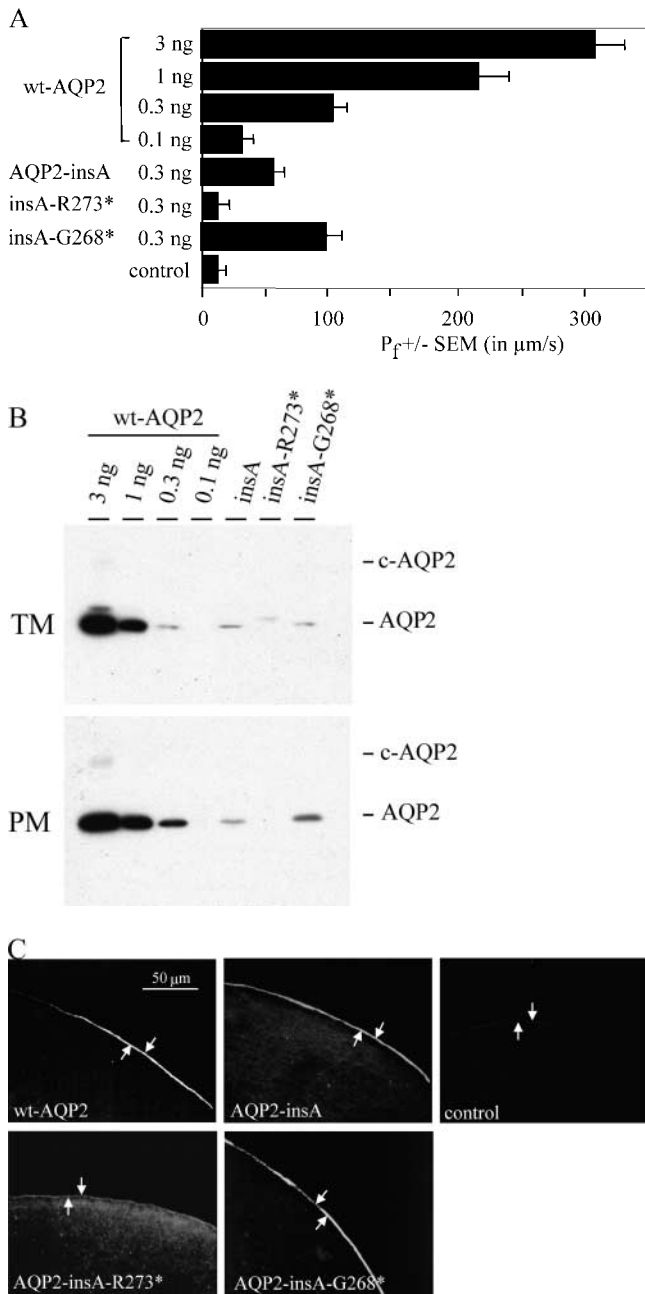 A
wt-AQP2
3 ng
1 ng
0.3 ng
0.1 ng
AQP2-insA 0.3 ng
insA-R273* 0.3 ng
insA-G268* 0.3 ng
control
0 100 200 300
Pf +/- SEM (in µm/s)
B
wt-AQP2
3 ng 1 ng 0.3 ng 0.1 ng insA insA-R273* insA-G268*
TM
– c-AQP2
– AQP2
PM
– c-AQP2
– AQP2
C
50 µm
wt-AQP2 AQP2-insA control
AQP2-insA-R273* AQP2-insA-G268*